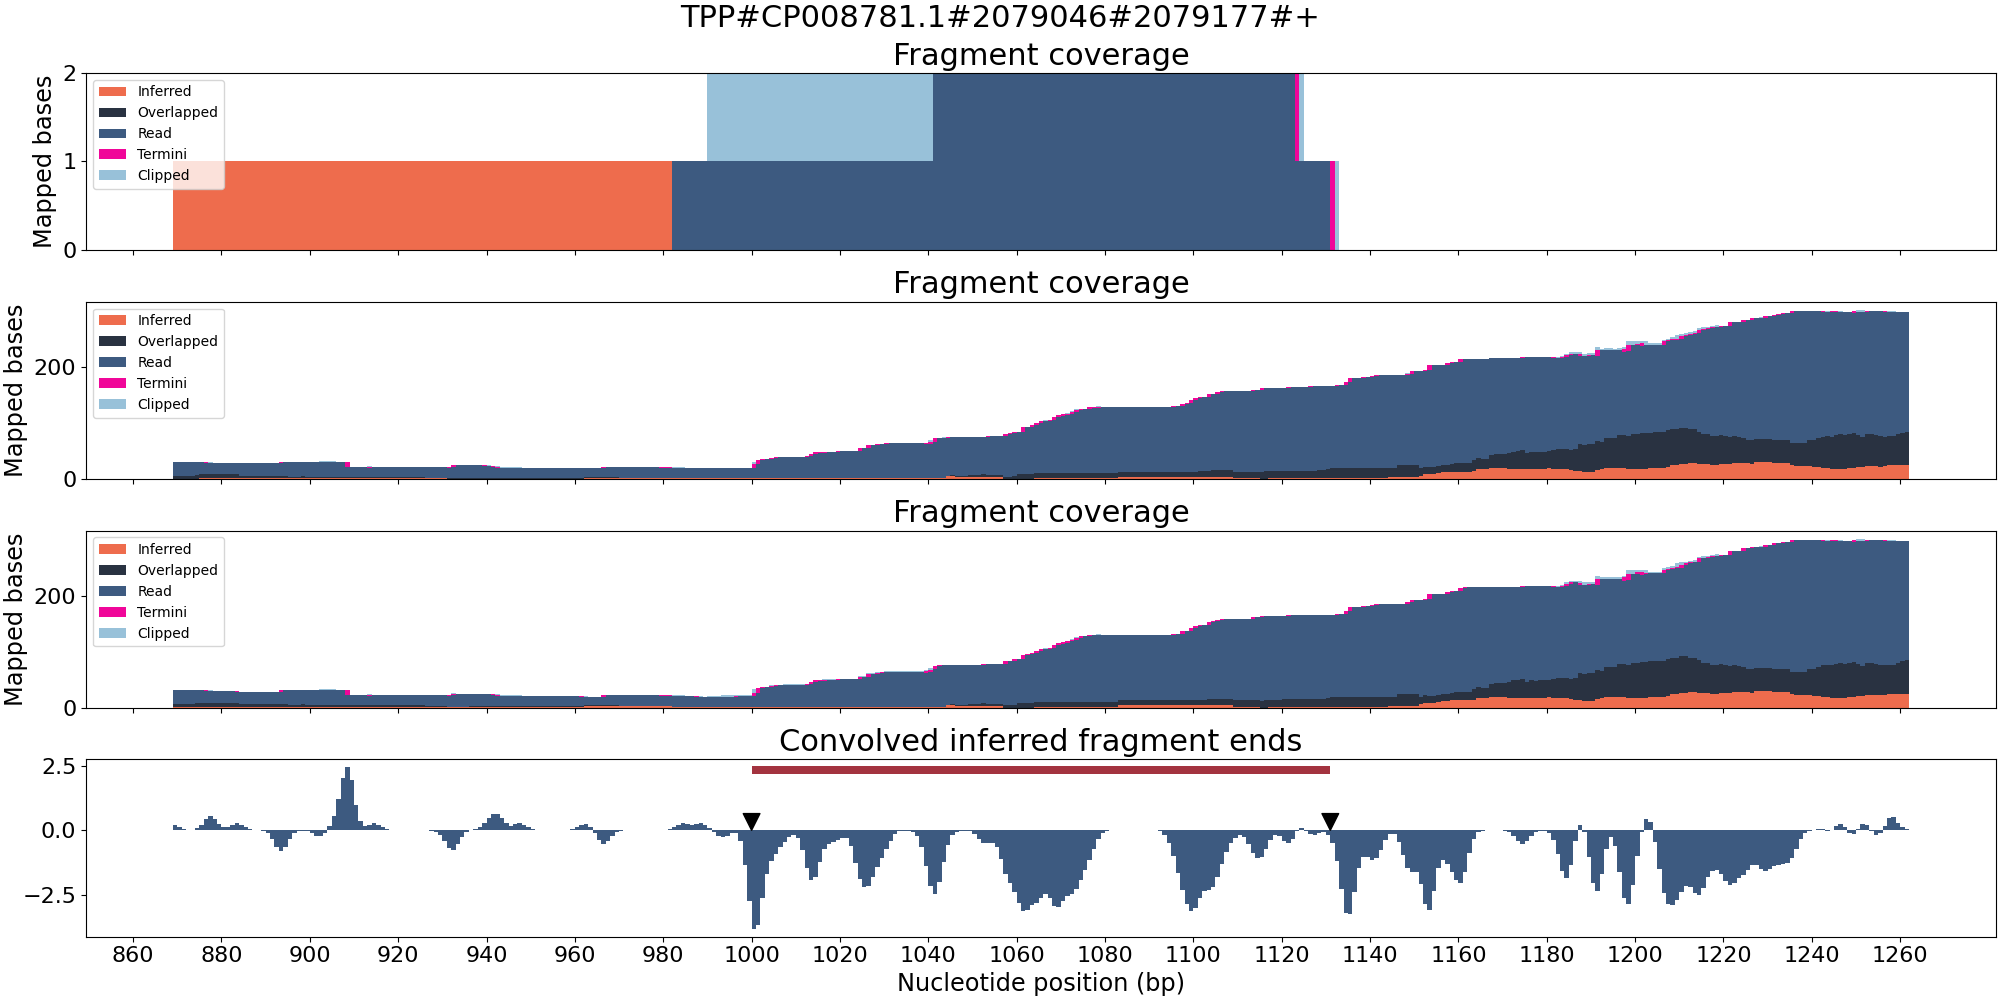 TPP#CP008781.1#2079046#2079177#+
Fragment coverage
Mapped bases
2
1
0
Inferred
Overlapped
Read
Termini
Clipped
Fragment coverage
Mapped bases
200
0
Inferred
Overlapped
Read
Termini
Clipped
Fragment coverage
Mapped bases
200
0
Inferred
Overlapped
Read
Termini
Clipped
Convolved inferred fragment ends
2.5
0.0
−2.5
860 880 900 920 940 960 980 1000 1020 1040 1060 1080 1100 1120 1140 1160 1180 1200 1220 1240 1260
Nucleotide position (bp)